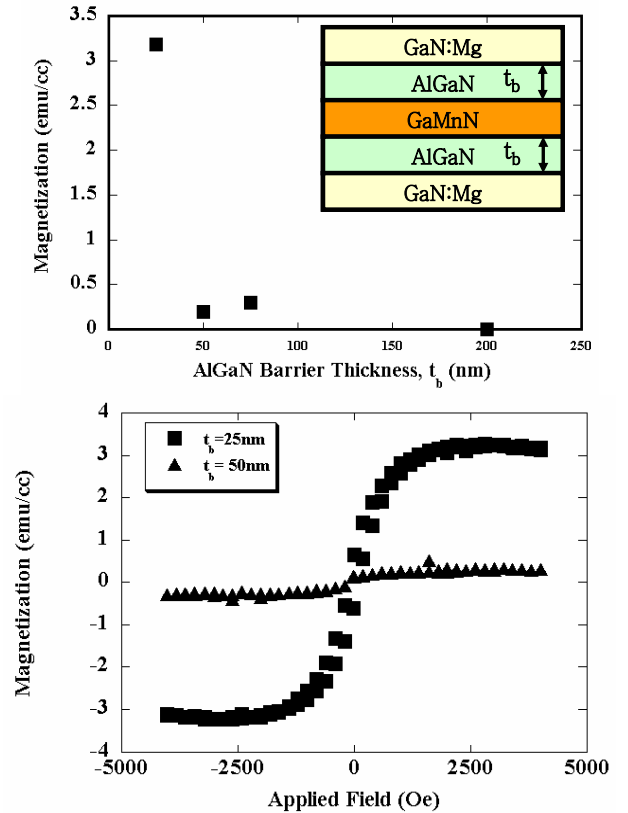 3.5
3
2.5
2
1.5
1
0.5
0
Magnetization (emu/cc)
GaN:Mg
AlGaN tb
GaMnN
AlGaN tb
GaN:Mg
0 50 100 150 200 250
AlGaN Barrier Thickness, tb (nm)
4
3
2
1
0
-1
-2
-3
-4
Magnetization (emu/cc)
tb=25nm
tb= 50nm
-5000 -2500 0 2500 5000
Applied Field (Oe)